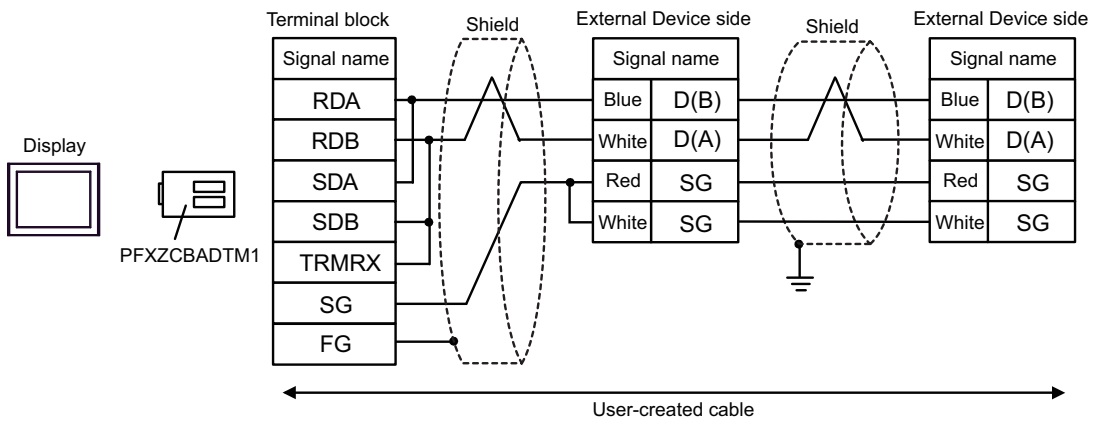 Display
PFXZCBADTM1
Terminal block
Signal name
RDA
RDB
SDA
SDB
TRMRX
SG
FG
Shield
External Device side
Signal name
Blue D(B)
White D(A)
Red SG
White SG
Shield
External Device side
Signal name
Blue D(B)
White D(A)
Red SG
White SG
User-created cable